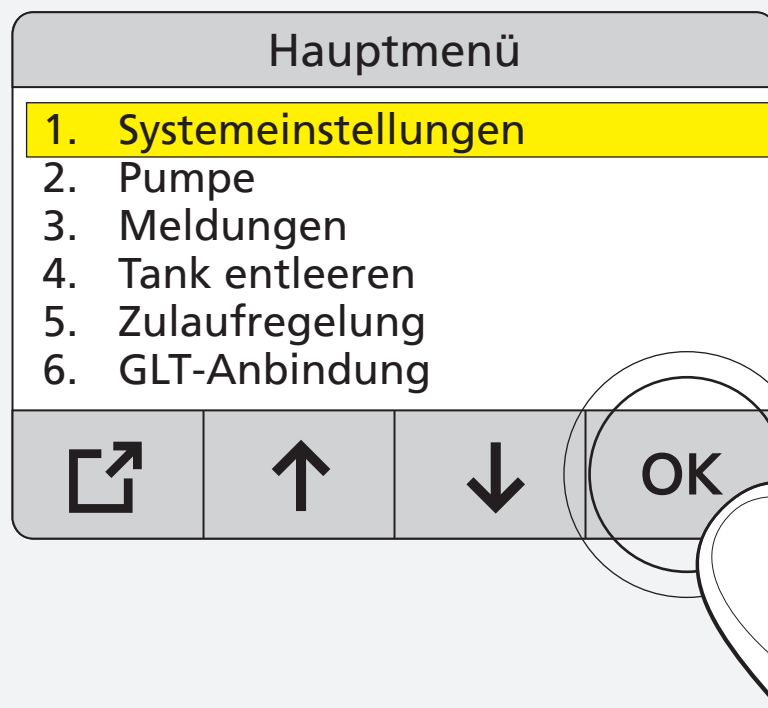 Hauptmenü
1. Systemeinstellungen
2. Pumpe
3. Meldungen
4. Tank entleeren
5. Zulaufregelung
6. GLT-Anbindung
OK